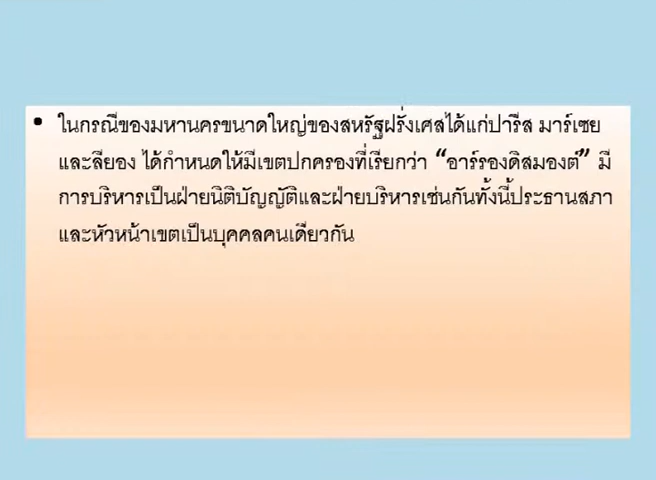 • ในกรณีของมหานครขนาดใหญ่ของสหรัฐฝรั่งเศสได้แก่ปารีส มาร์เซย
และลียอง ได้กำหนดให้มีเขตปกครองที่เรียกว่า “อาร์รองดิสมองต์” มี
การบริหารเป็นฝ่ายนิติบัญญัติและฝ่ายบริหารเช่นกันทั้งนี้ประธานสภา
และหัวหน้าเขตเป็นบุคคลคนเดียวกัน